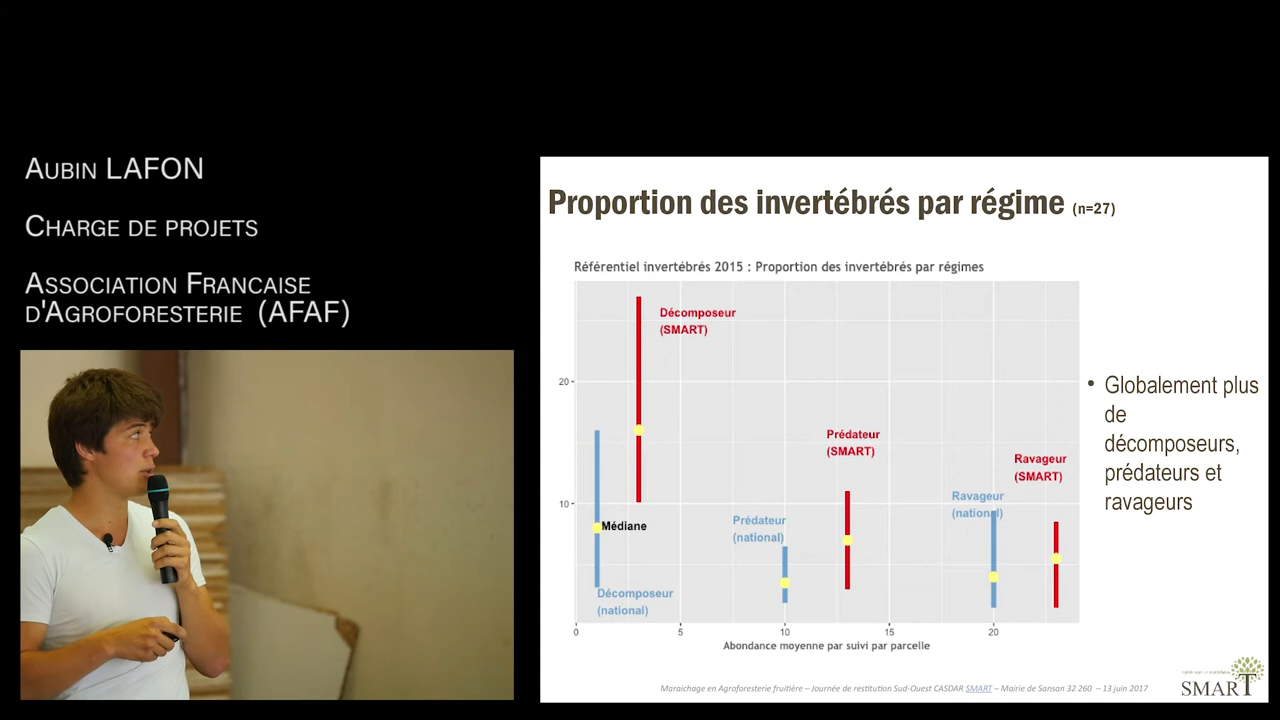 Aubin LAFON
Charge de projets
Association Francaise
d'Agroforesterie (AFAF)
Proportion des invertébrés par régime (n=27)
Référentiel invertébrés 2015 : Proportion des invertébrés par régimes
Décomposeur
(SMART)
20
Prédateur
(SMART)
Ravageur
(SMART)
10
Ravageur
(national)
Médiane
Prédateur
(national)
Décomposeur
(national)
0 5 10 15 20
Abondance moyenne par suivi par parcelle
• Globalement plus
de
décomposeurs,
prédateurs et
ravageurs
Maraichage en Agroforesterie fruitière – Journée de restitution Sud-Ouest CASDAR SMART – Mairie de Sansan 32 260 – 13 juin 2017
SMART